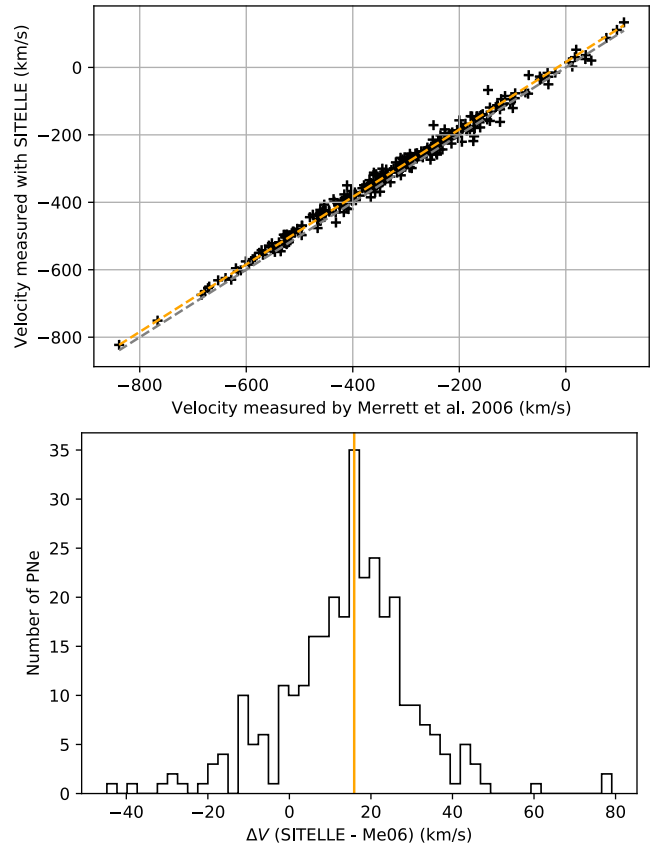 Velocity measured with SITELLE (km/s)
0
−200
−400
−600
−800
−800 −600 −400 −200 0
Velocity measured by Merrett et al. 2006 (km/s)
Number of PNe
35
30
25
20
15
10
5
0
−40 −20 0 20 40 60 80
ΔV (SITELLE - Me06) (km/s)